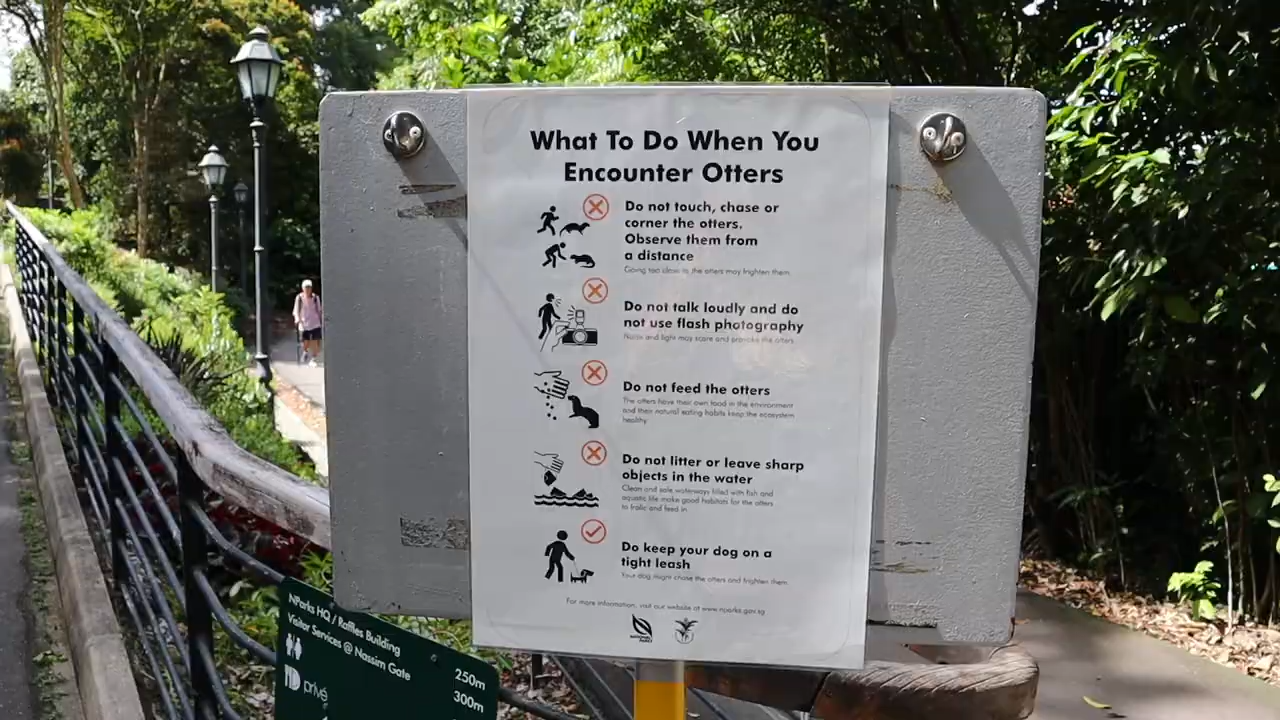 What To Do When You
Encounter Otters
Do not touch, chase or
corner the otters.
Observe them from
a distance
Going too close to the otters may frighten them.
Do not talk loudly and do
not use flash photography
Noise and light may scare and provoke the otters.
Do not feed the otters
The otters have their own food in the environment
and their natural eating habits keep the ecosystem
healthy
Do not litter or leave sharp
objects in the water
Clean and safe waterways filled with fish and
aquatic life make good habitats for the otters
to frolic and feed in.
Do keep your dog on a
tight leash
Your dog might chase the otters and frighten them.
For more information, visit our website at www.nparks.gov.sg
NATIONAL
PARKS
NParks HQ / Raffles Building
Visitor Services @ Nassim Gate
250m
300m
privé